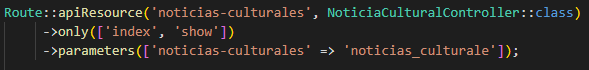 Route::apiResource('noticias-culturales', NoticiaCulturalController::class)
->only(['index', 'show'])
->parameters(['noticias-culturales' => 'noticias_culturale']);